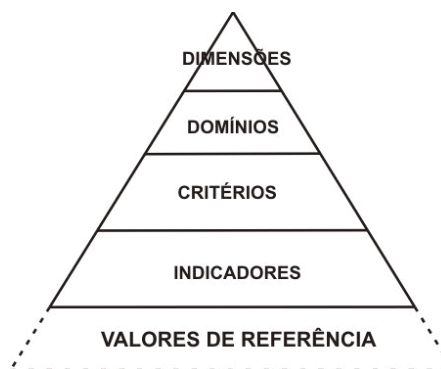 DIMENSÕES
DOMÍNIOS
CRITÉRIOS
INDICADORES
VALORES DE REFERÊNCIA